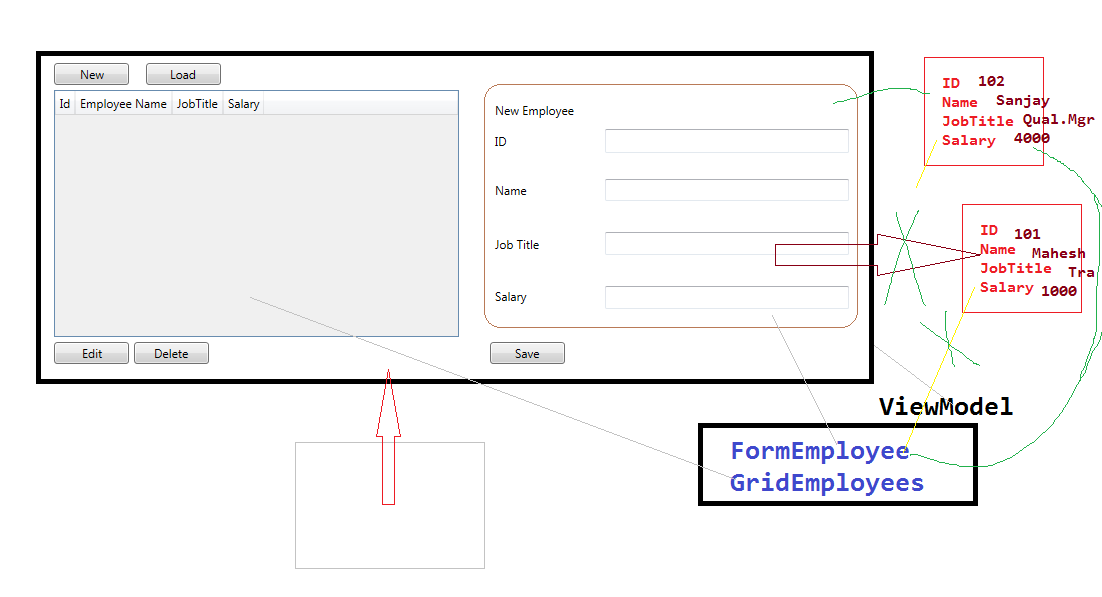 New Load
Id Employee Name JobTitle Salary
New Employee
ID
Name
Job Title
Salary
Edit Delete
Save
ID 102
Name Sanjay
JobTitle Qual.Mgr
Salary 4000
ID 101
Name Mahesh
JobTitle Tra
Salary 1000
ViewModel
FormEmployee
GridEmployees